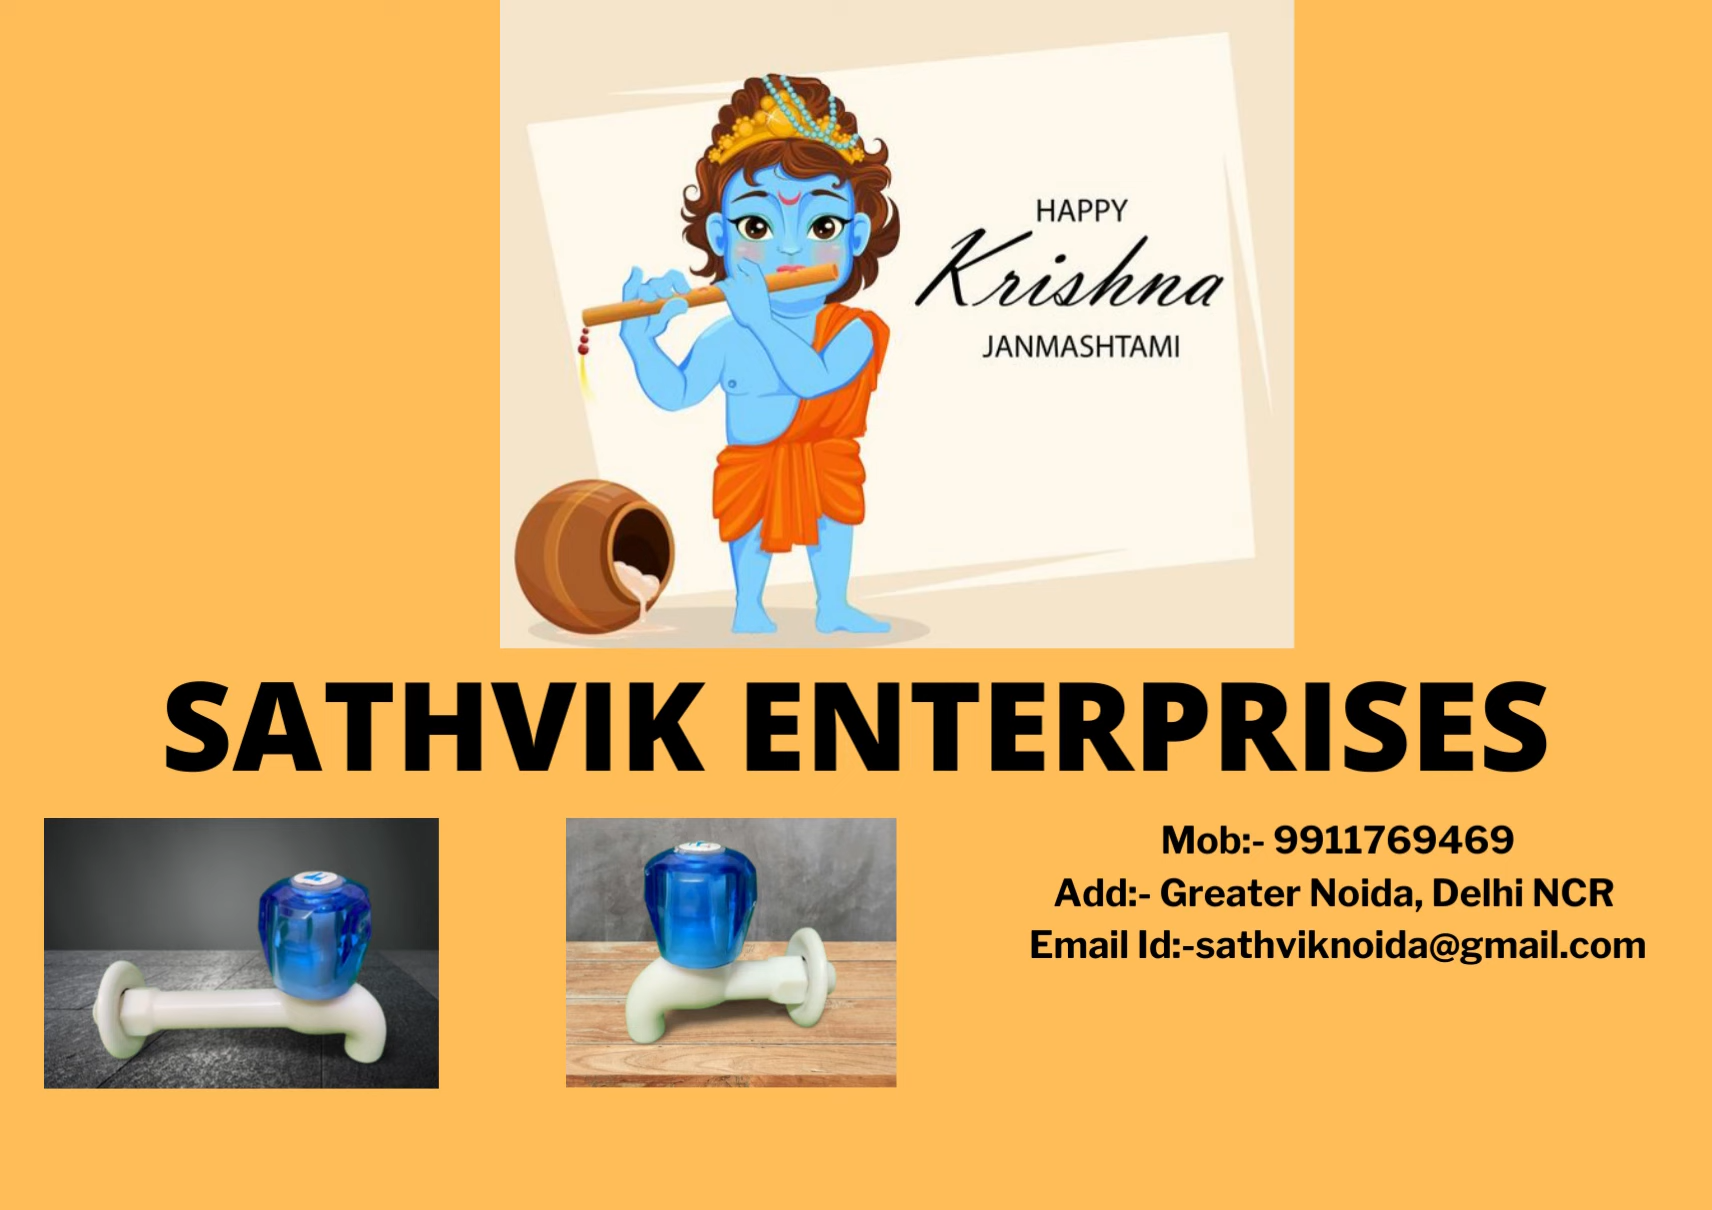 HAPPY
Krishna
JANMASHTAMI
SATHVIK ENTERPRISES
Mob:- 9911769469
Add:- Greater Noida, Delhi NCR
Email Id:-sathviknoida@gmail.com